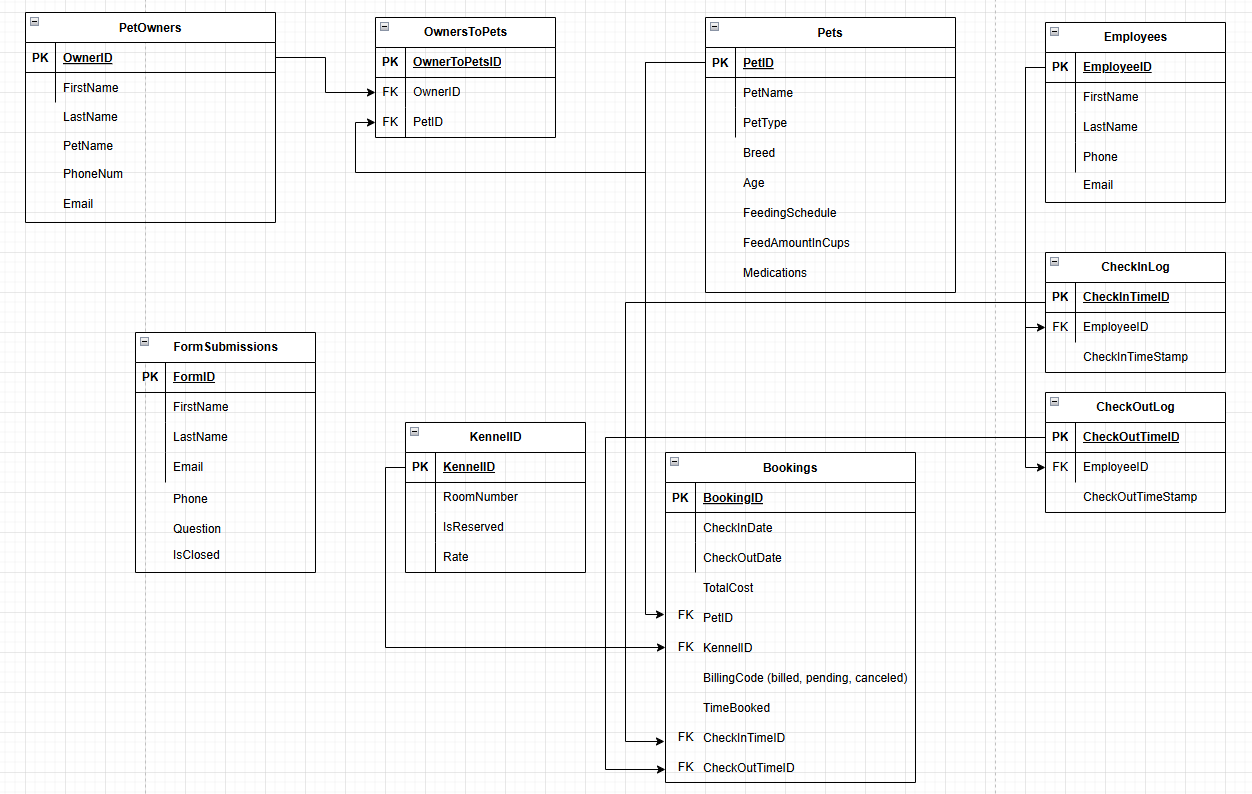 PetOwners
PK OwnerID
FirstName
LastName
PetName
PhoneNum
Email
OwnersToPets
PK OwnerToPetsID
FK OwnerID
FK PetID
Pets
PK PetID
PetName
PetType
Breed
Age
FeedingSchedule
FeedAmountInCups
Medications
Employees
PK EmployeeID
FirstName
LastName
Phone
Email
CheckInLog
PK CheckInTimeID
FK EmployeeID
CheckInTimeStamp
CheckOutLog
PK CheckOutTimeID
FK EmployeeID
CheckOutTimeStamp
FormSubmissions
PK FormID
FirstName
LastName
Email
Phone
Question
IsClosed
KennelID
PK KennelID
RoomNumber
IsReserved
Rate
Bookings
PK BookingID
CheckInDate
CheckOutDate
TotalCost
FK PetID
FK KennelID
BillingCode (billed, pending, canceled)
TimeBooked
FK CheckInTimeID
FK CheckOutTimeID